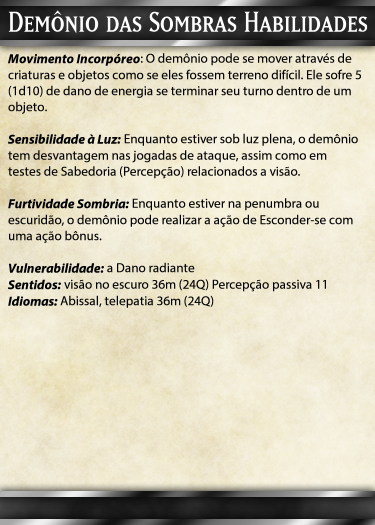 Demônio das Sombras Habilidades
Movimento Incorpóreo: O demônio pode se mover através de
criaturas e objetos como se eles fossem terreno difícil. Ele sofre 5
(1d10) de dano de energia se terminar seu turno dentro de um
objeto.
Sensibilidade à Luz: Enquanto estiver sob luz plena, o demônio
tem desvantagem nas jogadas de ataque, assim como em
testes de Sabedoria (Percepção) relacionados a visão.
Furtividade Sombria: Enquanto estiver na penumbra ou
escuridão, o demônio pode realizar a ação de Esconder-se com
uma ação bônus.
Vulnerabilidade: a Dano radiante
Sentidos: visão no escuro 36m (24Q) Percepção passiva 11
Idiomas: Abissal, telepatia 36m (24Q)